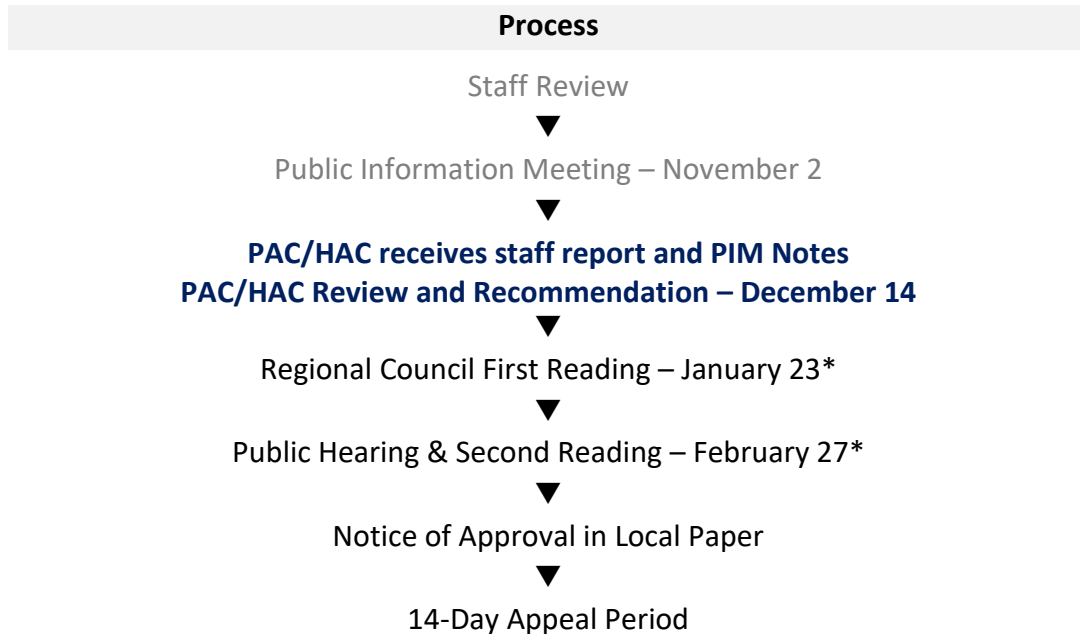 Process
Staff Review
Public Information Meeting – November 2
PAC/HAC receives staff report and PIM Notes
PAC/HAC Review and Recommendation – December 14
Regional Council First Reading – January 23*
Public Hearing & Second Reading – February 27*
Notice of Approval in Local Paper
14-Day Appeal Period